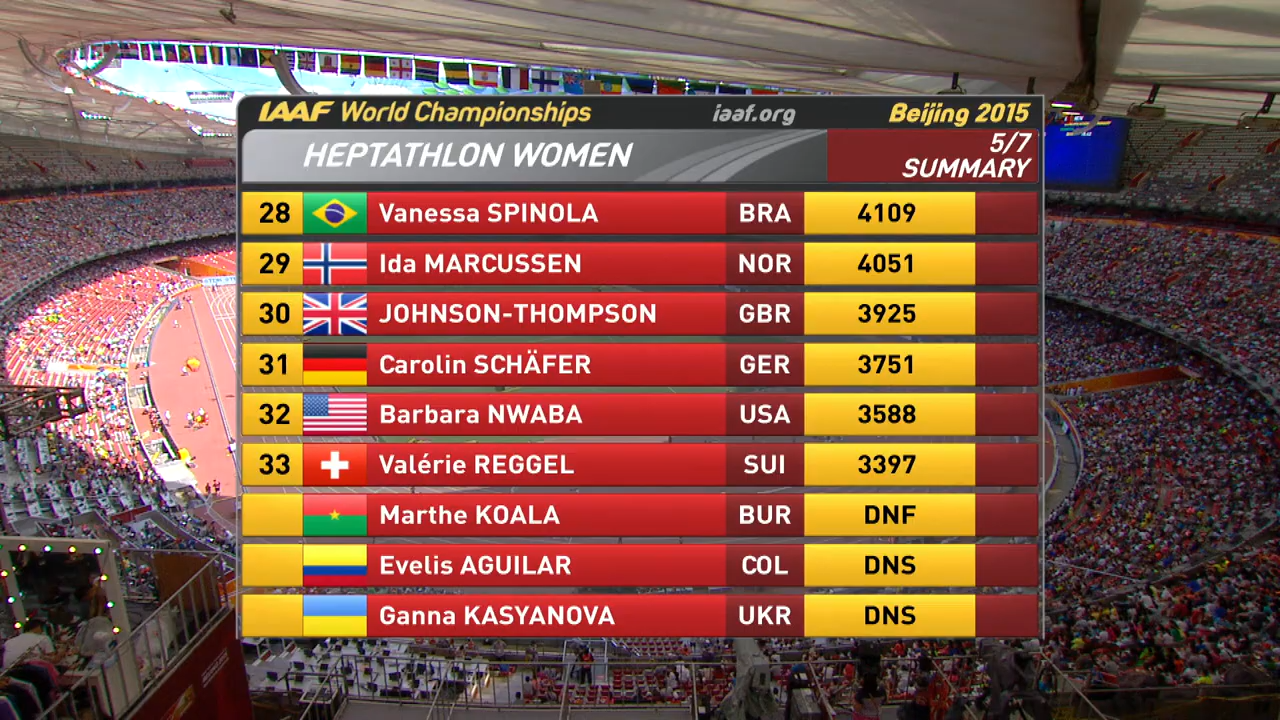 IAAF World Championships iaaf.org Beijing 2015
HEPTATHLON WOMEN 5/7 SUMMARY
28 Vanessa SPINOLA BRA 4109
29 Ida MARCUSSEN NOR 4051
30 JOHNSON-THOMPSON GBR 3925
31 Carolin SCHÄFER GER 3751
32 Barbara NWABA USA 3588
33 Valérie REGGEL SUI 3397
Marthe KOALA BUR DNF
Evelis AGUILAR COL DNS
Ganna KASYANOVA UKR DNS